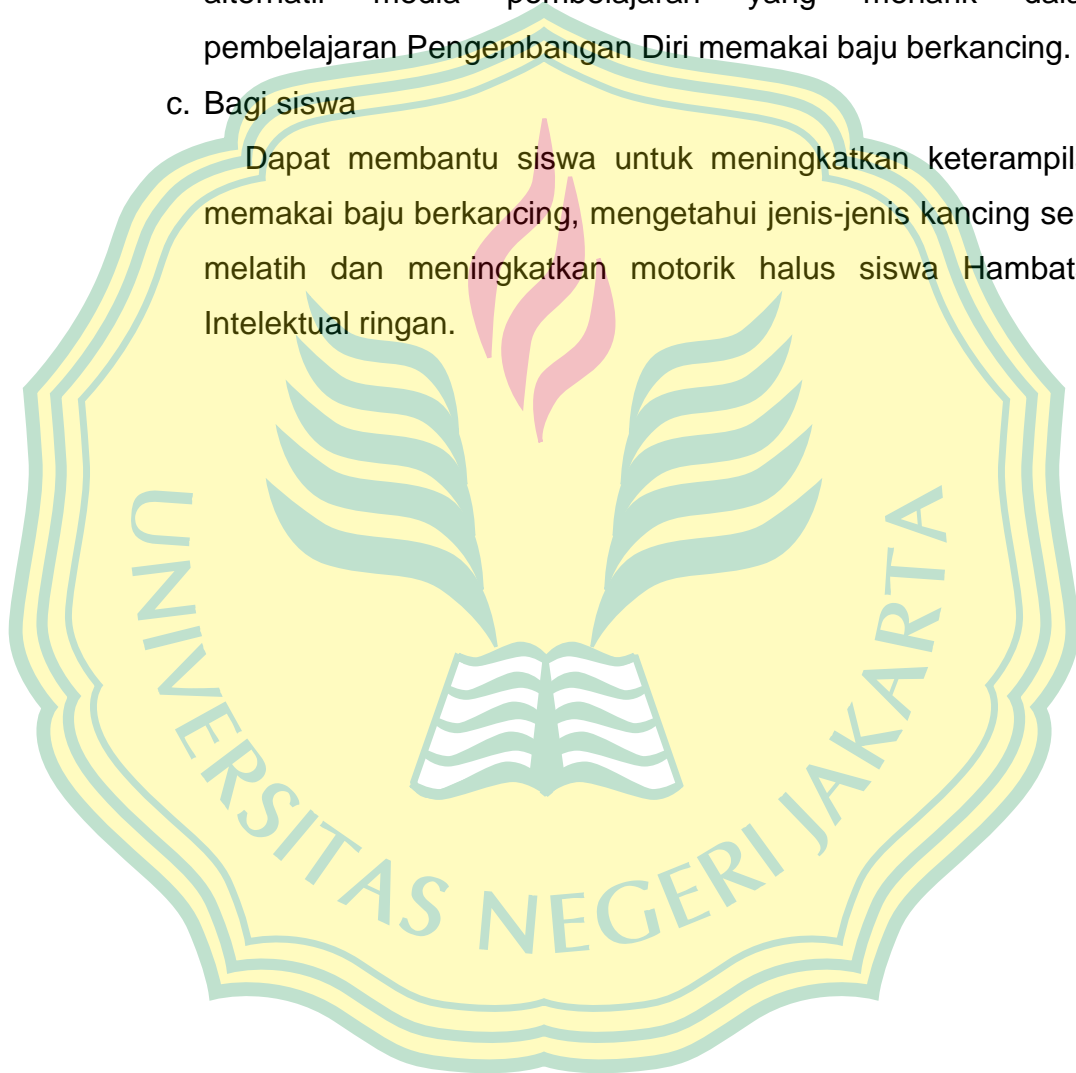 alternatif media pembelajaran yang menarik
pembelajaran Pengembangan Diri memakai baju berkancing.
c. Bagi siswa
Dapat membantu siswa untuk meningkatkan keterampil
memakai baju berkancing, mengetahui jenis-jenis kancing se
melatih dan meningkatkan motorik halus siswa Hambat
Intelektual ringan.
UNIVERSITAS NEGERI JAKARTA